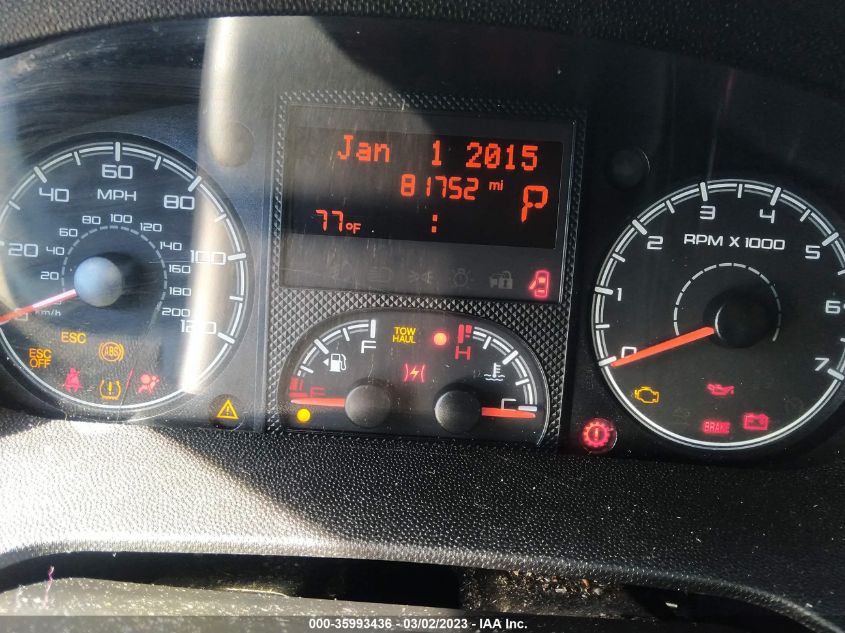 Jan 1 2015
81752 mi
P
77°F :
20 40 60 80 100 120
MPH
20 40 60 80 100 120 140 160 180 200
km/h
ESC
ESC OFF
ABS
F
TOW HAUL
H
E
C
0 1 2 3 4 5 6 7
RPM X 1000
BRAKE
000-35993436 - 03/02/2023 - IAA Inc.